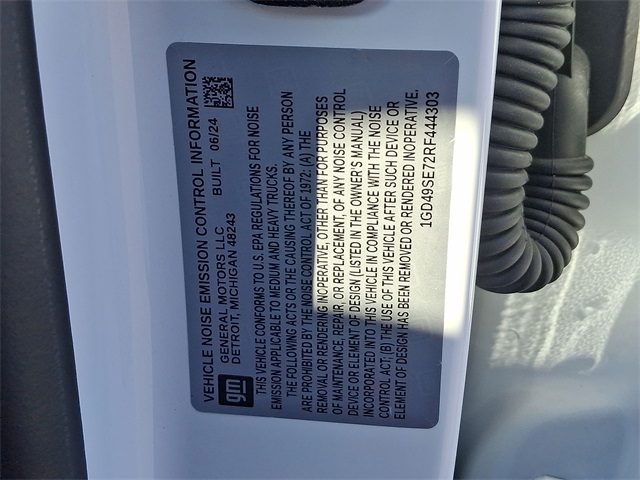 VEHICLE NOISE EMISSION CONTROL INFORMATION
GENERAL MOTORS LLC BUILT 06/24
DETROIT, MICHIGAN 48243
gm
THIS VEHICLE CONFORMS TO U.S. EPA REGULATIONS FOR NOISE
EMISSION APPLICABLE TO MEDIUM AND HEAVY TRUCKS.
THE FOLLOWING ACTS OR THE CAUSING THEREOF BY ANY PERSON
ARE PROHIBITED BY THE NOISE CONTROL ACT OF 1972: (A) THE
REMOVAL OR RENDERING INOPERATIVE, OTHER THAN FOR PURPOSES
OF MAINTENANCE, REPAIR, OR REPLACEMENT, OF ANY NOISE CONTROL
DEVICE OR ELEMENT OF DESIGN (LISTED IN THE OWNER'S MANUAL)
INCORPORATED INTO THIS VEHICLE IN COMPLIANCE WITH THE NOISE
CONTROL ACT; (B) THE USE OF THIS VEHICLE AFTER SUCH DEVICE OR
ELEMENT OF DESIGN HAS BEEN REMOVED OR RENDERED INOPERATIVE.
1GD49SE72RF444303